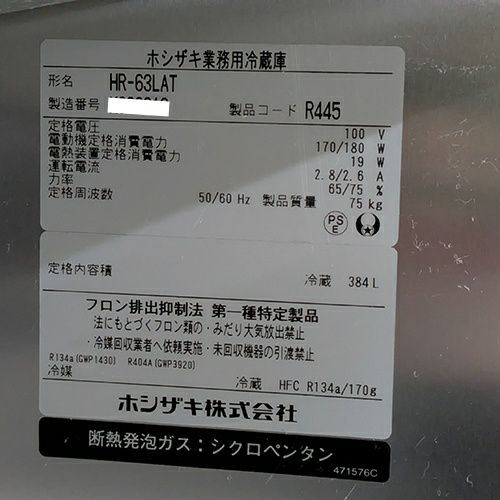 ホシザキ業務用冷蔵庫
形名 HR-63LAT
製造番号
製品コード R445
定格電圧 100 V
電動機定格消費電力 170/180 W
電熱装置定格消費電力 19 W
運転電流 2.8/2.6 A
力率 65/75 %
定格周波数 50/60 Hz 製品質量 75 kg
PS
E
定格内容積 冷蔵 384 L
フロン排出抑制法 第一種特定製品
法にもとづくフロン類の・みだり大気放出禁止
・冷媒回収業者へ依頼実施・未回収機器の引渡禁止
R134a(GWP1430) R404A(GWP3920)
冷媒 冷蔵 HFC R134a/170g
ホシザキ株式会社
断熱発泡ガス：シクロペンタン
471576C